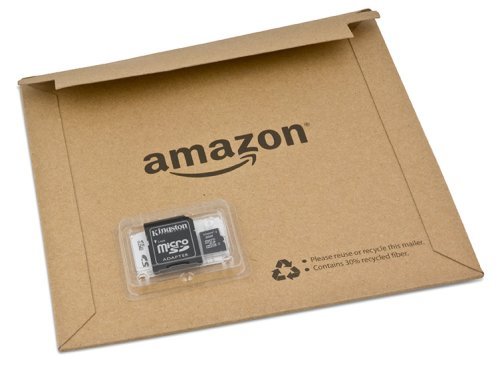 amazon®
Kingston
micro
SD
ADAPTER
Please reuse or recycle this mailer.
Contains 30% recycled fiber.